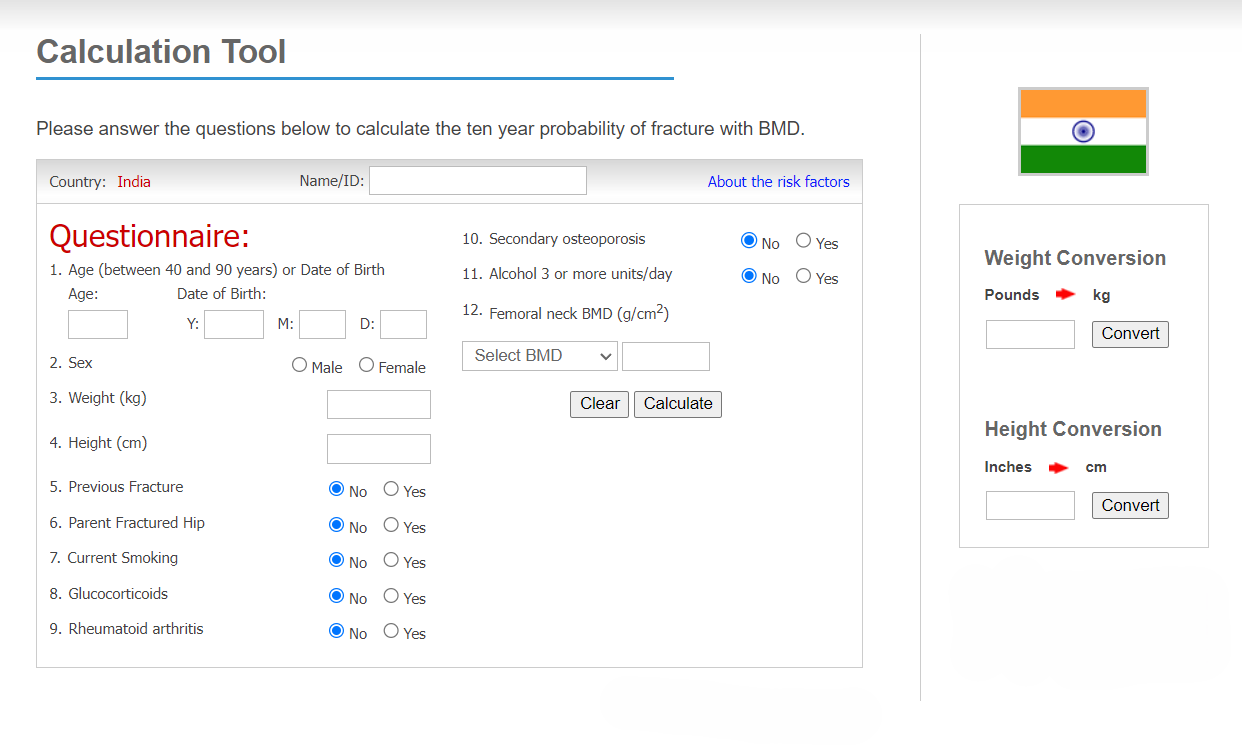 Calculation Tool
Please answer the questions below to calculate the ten year probability of fracture with BMD.
Country: India Name/ID: About the risk factors
Questionnaire:
1. Age (between 40 and 90 years) or Date of Birth
Age: Date of Birth:
Y: M: D:
2. Sex Male Female
3. Weight (kg)
4. Height (cm)
5. Previous Fracture No Yes
6. Parent Fractured Hip No Yes
7. Current Smoking No Yes
8. Glucocorticoids No Yes
9. Rheumatoid arthritis No Yes
10. Secondary osteoporosis No Yes
11. Alcohol 3 or more units/day No Yes
12. Femoral neck BMD (g/cm²)
Select BMD
Clear Calculate
Weight Conversion
Pounds kg
Convert
Height Conversion
Inches cm
Convert